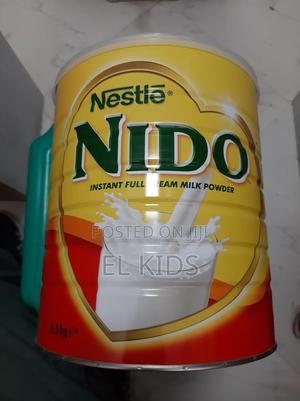 Nestlé®
NIDO
INSTANT FULL CREAM MILK POWDER
POSTED ON JIJI
EL KIDS